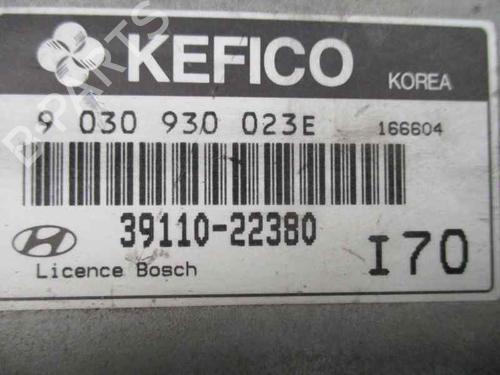 KEFICO
KOREA
9 030 930 023E 166604
39110-22380
Licence Bosch I70
B-PARTS